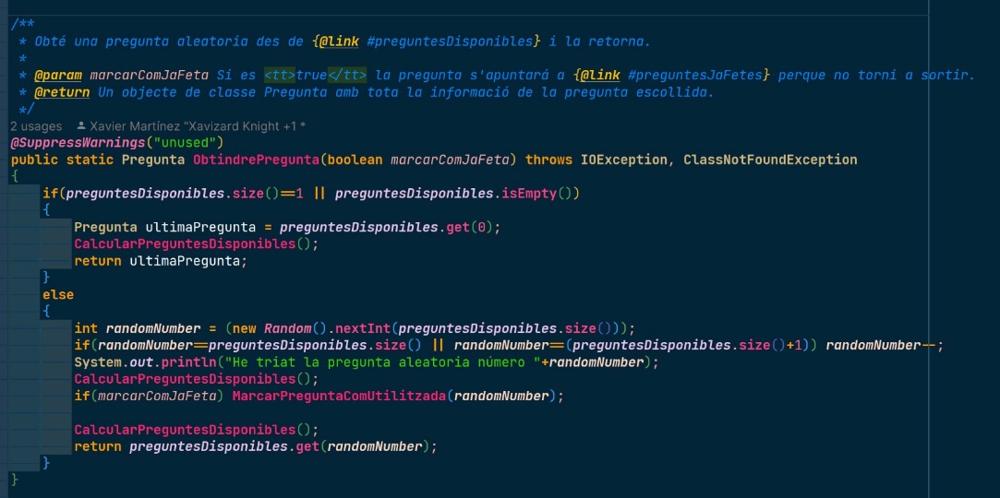 /**
 * Obté una pregunta aleatoria des de {@link #preguntesDisponibles} i la retorna.
 *
 * @param marcarComJaFeta Si es <tt>true</tt> la pregunta s'apuntará a {@link #preguntesJaFetes} perque no torni a sortir.
 * @return Un objecte de classe Pregunta amb tota la informació de la pregunta escollida.
 */
2 usages Xavier Martínez "Xavizard Knight +1 *
@SuppressWarnings("unused")
public static Pregunta ObtindrePregunta(boolean marcarComJaFeta) throws IOException, ClassNotFoundException
{
if(preguntesDisponibles.size()==1 || preguntesDisponibles.isEmpty())
{
Pregunta ultimaPregunta = preguntesDisponibles.get(0);
CalcularPreguntesDisponibles();
return ultimaPregunta;
}
else
{
int randomNumber = (new Random().nextInt(preguntesDisponibles.size()));
if(randomNumber==preguntesDisponibles.size() || randomNumber==(preguntesDisponibles.size()+1)) randomNumber--;
System.out.println("He triat la pregunta aleatoria número "+randomNumber);
CalcularPreguntesDisponibles();
if(marcarComJaFeta) MarcarPreguntaComUtilitzada(randomNumber);
CalcularPreguntesDisponibles();
return preguntesDisponibles.get(randomNumber);
}
}